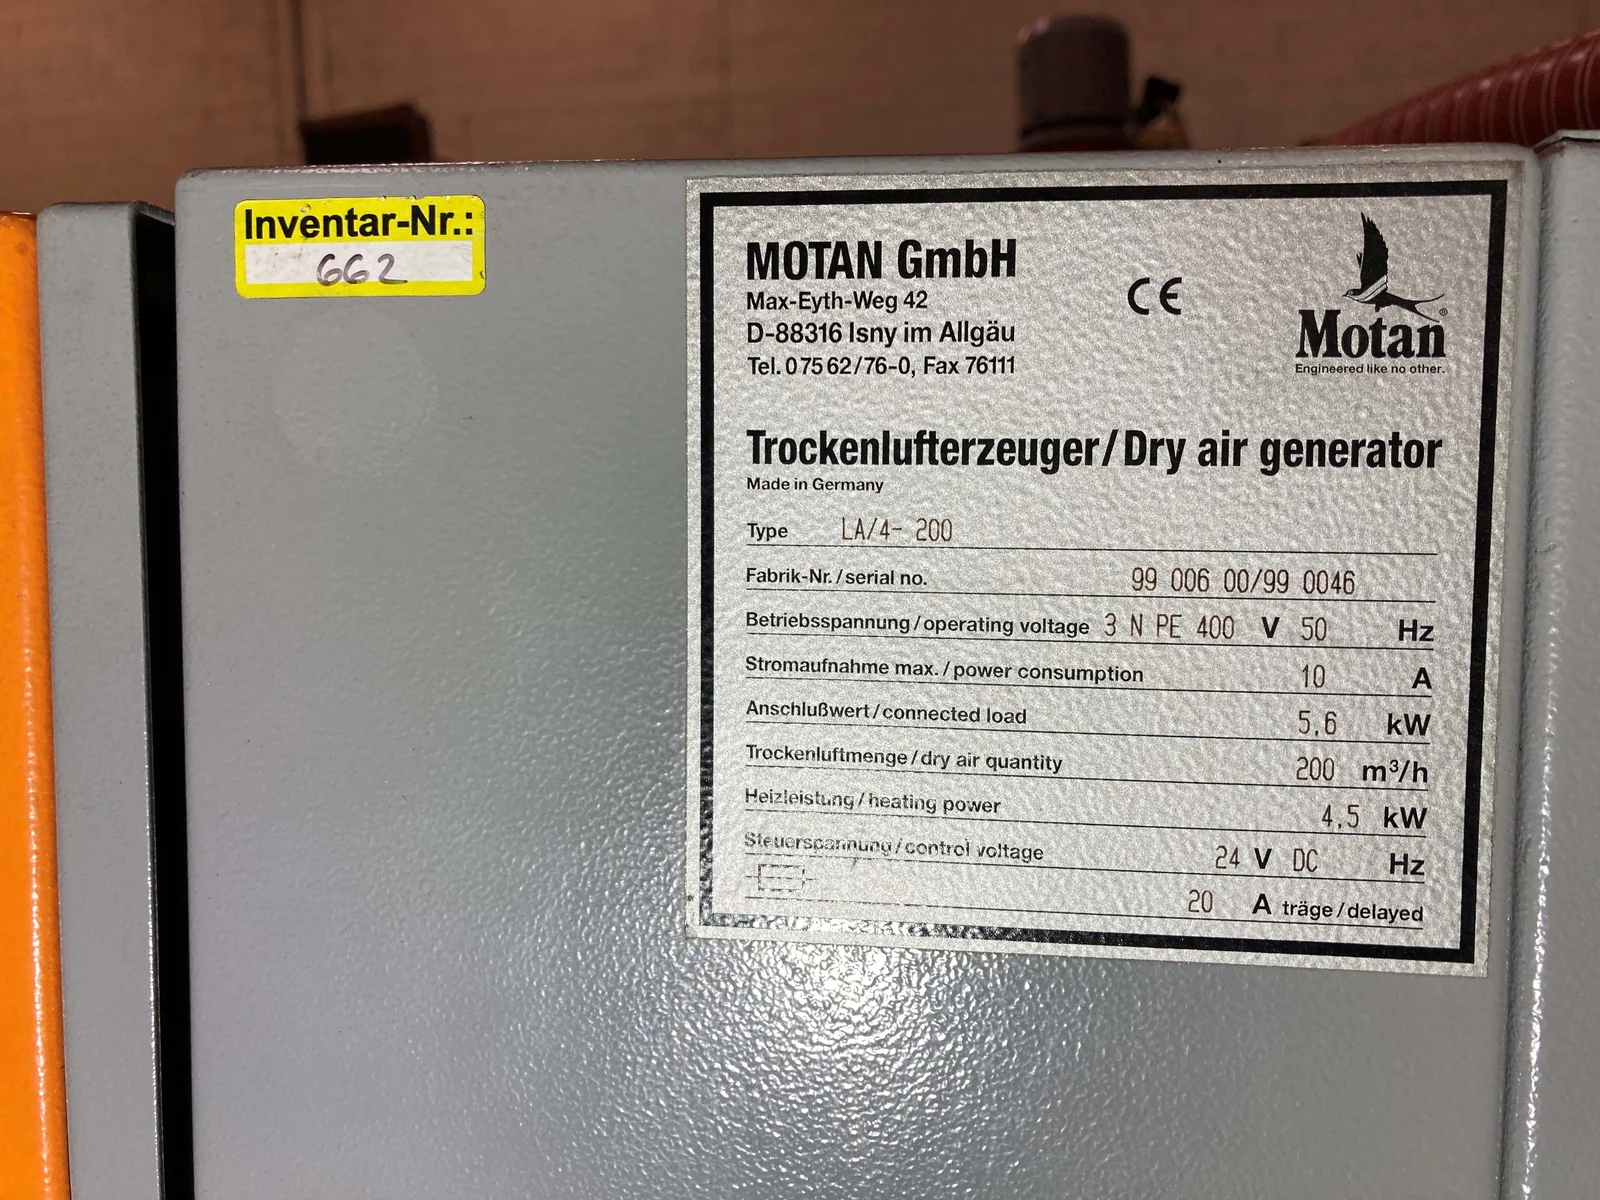 Inventar-Nr.:
662
MOTAN GmbH
Max-Eyth-Weg 42
D-88316 Isny im Allgäu
Tel. 07562/76-0, Fax 76111
CE
Motan®
Engineered like no other.
Trockenlufterzeuger/Dry air generator
Made in Germany
Type LA/4- 200
Fabrik-Nr./serial no. 99 006 00/99 0046
Betriebsspannung/operating voltage 3 N PE 400 V 50 Hz
Stromaufnahme max./power consumption 10 A
Anschlußwert/connected load 5,6 kW
Trockenluftmenge/dry air quantity 200 m³/h
Heizleistung/heating power 4,5 kW
Steuerspannung/control voltage 24 V DC Hz
20 A träge/delayed